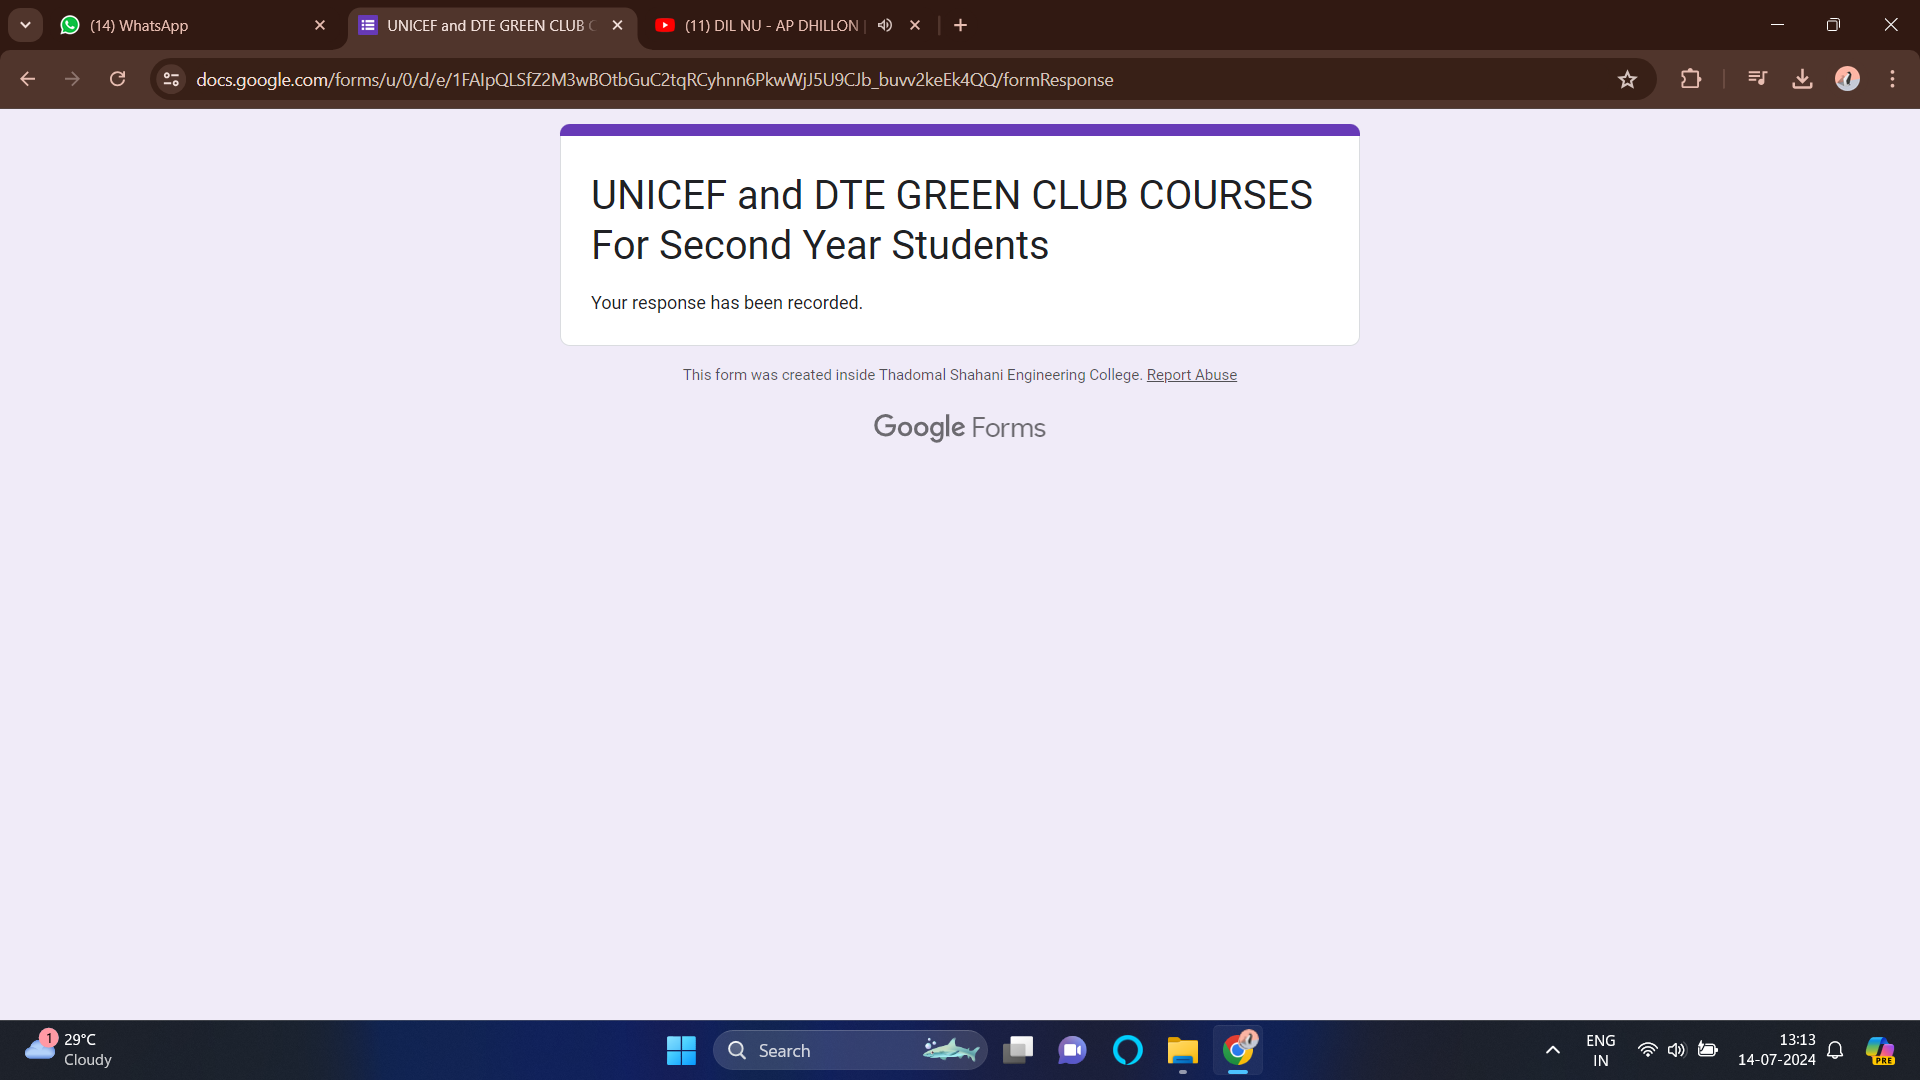 (14) WhatsApp
UNICEF and DTE GREEN CLUB C
(11) DIL NU - AP DHILLON |
docs.google.com/forms/u/0/d/e/1FAIpQLSfZ2M3wBOtbGuC2tqRCyhnn6PkwWjJ5U9CJb_buvv2keEk4QQ/formResponse
UNICEF and DTE GREEN CLUB COURSES
For Second Year Students
Your response has been recorded.
This form was created inside Thadomal Shahani Engineering College. Report Abuse
Google Forms
1
29°C
Cloudy
Search
ENG
IN
13:13
14-07-2024
PRE